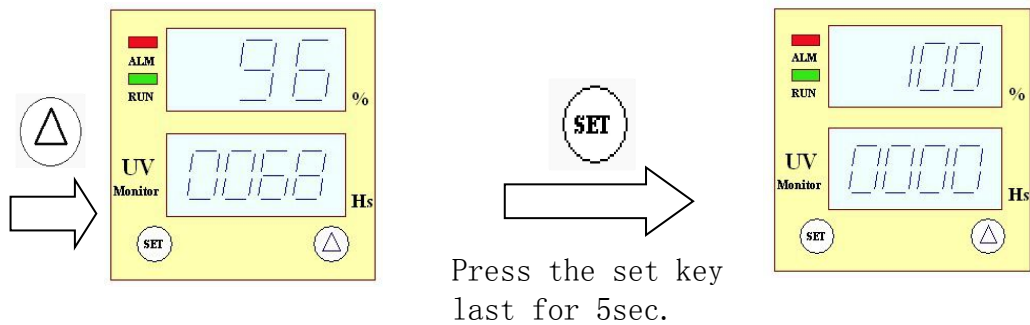 96
ALM
RUN
%
0068
UV
Monitor
Hs
SET
SET
Press the set key
last for 5sec.
100
ALM
RUN
%
0000
UV
Monitor
Hs
SET